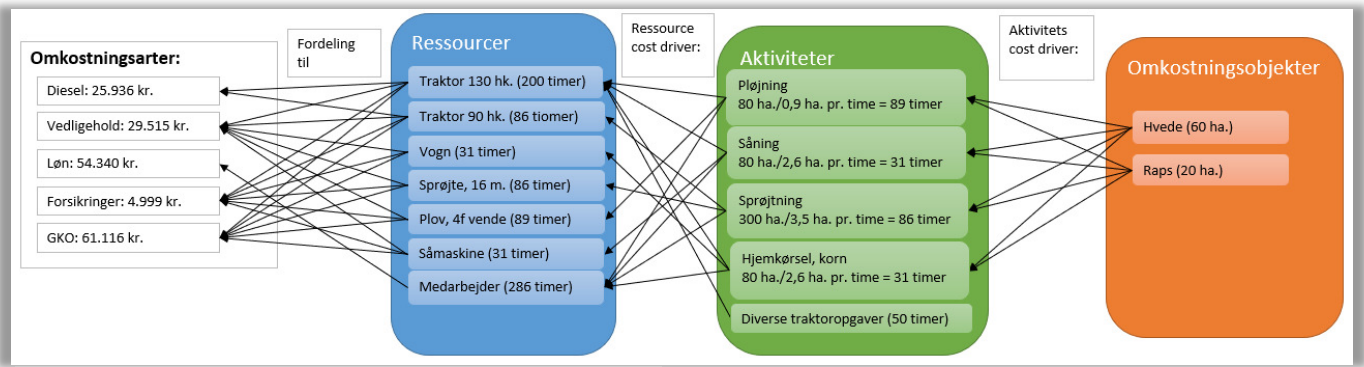 Omkostningsarter:
Diesel: 25.936 kr.
Vedligehold: 29.515 kr.
Løn: 54.340 kr.
Forsikringer: 4.999 kr.
GKO: 61.116 kr.
Fordeling
til
Ressourcer
Traktor 130 hk. (200 timer)
Traktor 90 hk. (86 tiomer)
Vogn (31 timer)
Sprøjte, 16 m. (86 timer)
Plov, 4f vende (89 timer)
Såmaskine (31 timer)
Medarbejder (286 timer)
Ressource
cost driver:
Aktiviteter
Pløjning
80 ha./0,9 ha. pr. time = 89 timer
Såning
80 ha./2,6 ha. pr. time = 31 timer
Sprøjtning
300 ha./3,5 ha. pr. time = 86 timer
Hjemkørsel, korn
80 ha./2,6 ha. pr. time = 31 timer
Diverse traktoropgaver (50 timer)
Aktivitets
cost driver:
Omkostningsobjekter
Hvede (60 ha.)
Raps (20 ha.)